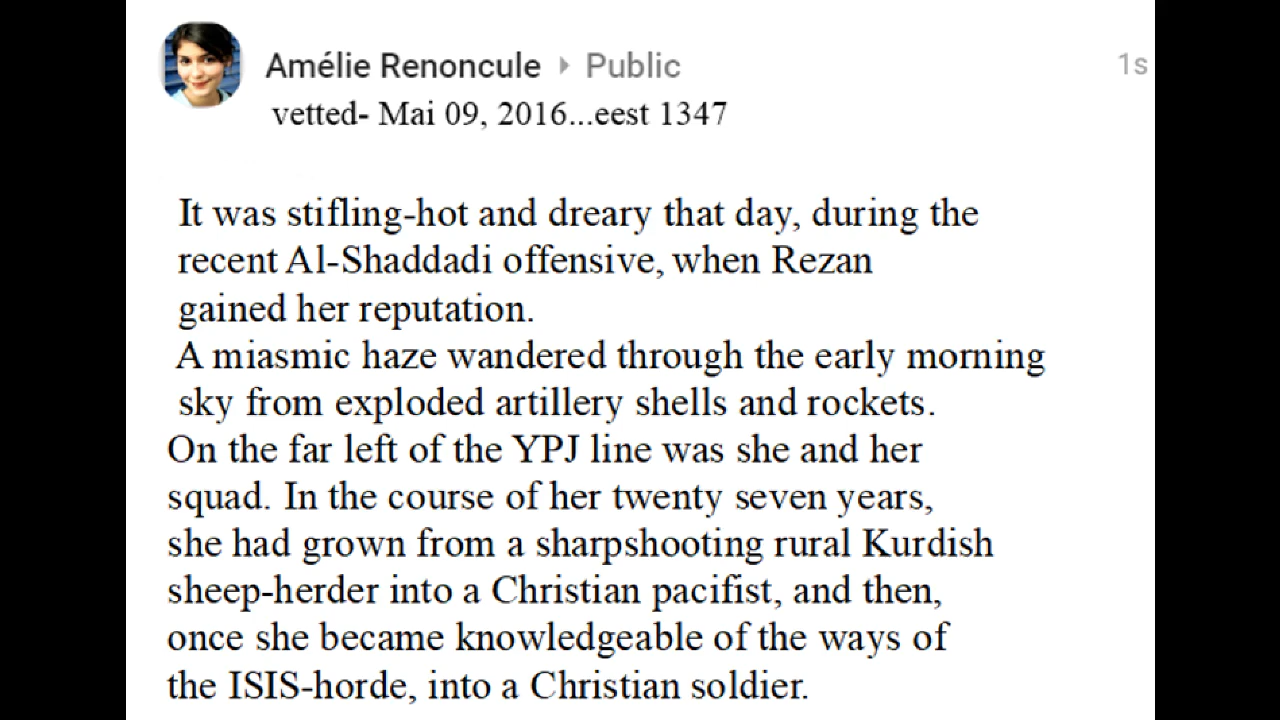 Amélie Renoncule ‣ Public 1s
vetted- Mai 09, 2016...eest 1347
It was stifling-hot and dreary that day, during the
recent Al-Shaddadi offensive, when Rezan
gained her reputation.
A miasmic haze wandered through the early morning
sky from exploded artillery shells and rockets.
On the far left of the YPJ line was she and her
squad. In the course of her twenty seven years,
she had grown from a sharpshooting rural Kurdish
sheep-herder into a Christian pacifist, and then,
once she became knowledgeable of the ways of
the ISIS-horde, into a Christian soldier.